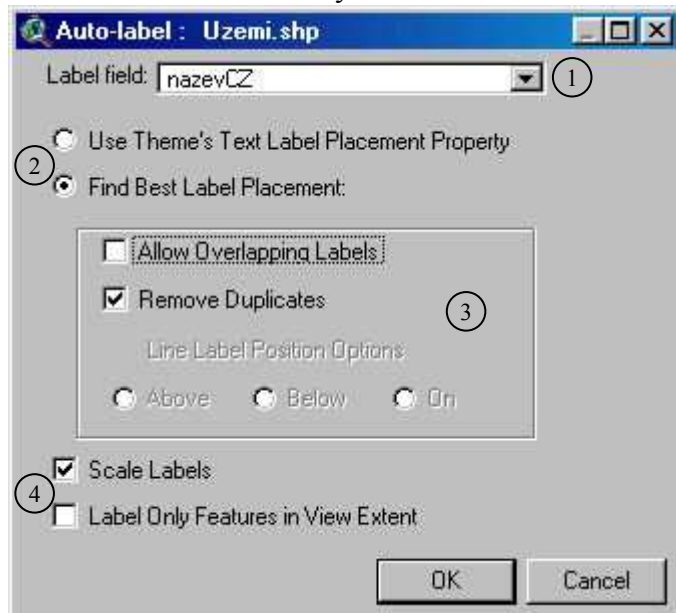 Auto-label : Uzemi.shp
Label field: nazevCZ 1
Use Theme's Text Label Placement Property
2
Find Best Label Placement:
Allow Overlapping Labels
Remove Duplicates
3
Line Label Position Options
Above Below On
Scale Labels
4
Label Only Features in View Extent
OK Cancel